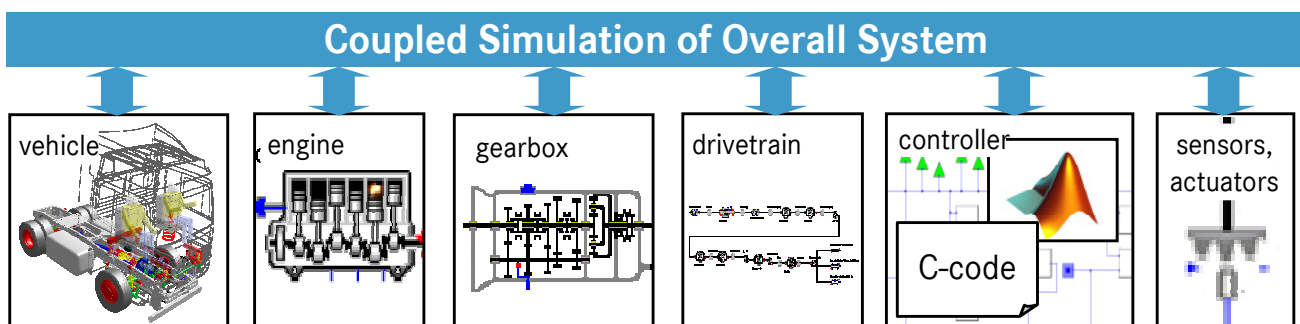 Coupled Simulation of Overall System
vehicle
engine
gearbox
drivetrain
controller
C-code
sensors,
actuators